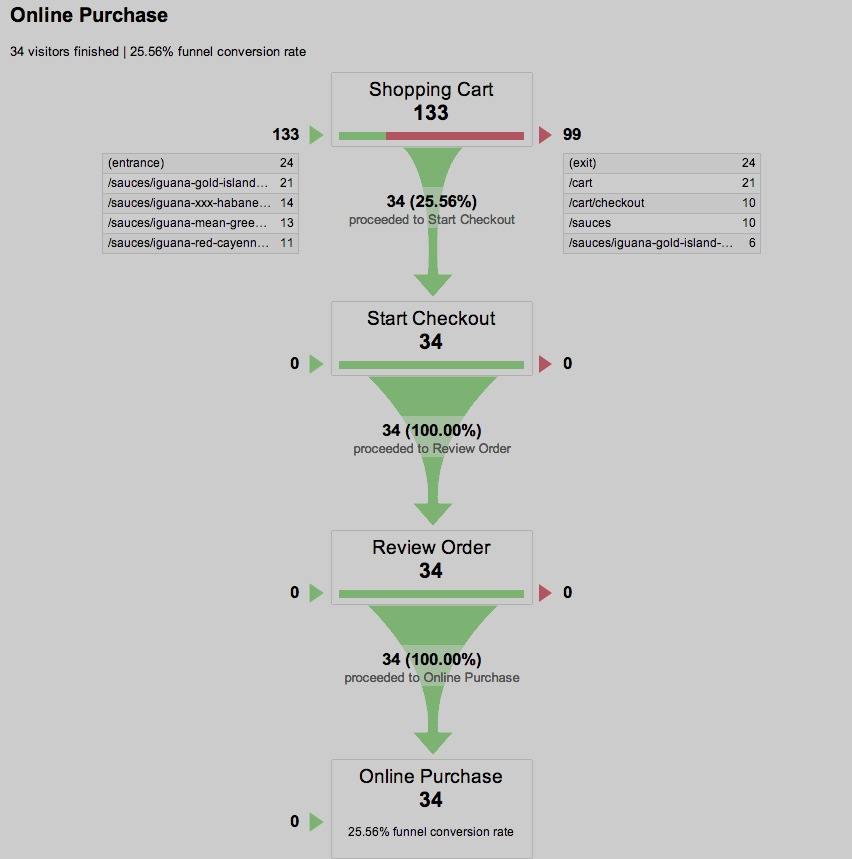 Online Purchase
34 visitors finished | 25.56% funnel conversion rate
Shopping Cart
133
133
99
(entrance) 24
/sauces/iguana-gold-island... 21
/sauces/iguana-xxx-habane... 14
/sauces/iguana-mean-gree... 13
/sauces/iguana-red-cayenn... 11
(exit) 24
/cart 21
/cart/checkout 10
/sauces 10
/sauces/iguana-gold-island-... 6
34 (25.56%)
proceeded to Start Checkout
Start Checkout
34
0
0
34 (100.00%)
proceeded to Review Order
Review Order
34
0
0
34 (100.00%)
proceeded to Online Purchase
Online Purchase
34
0
25.56% funnel conversion rate